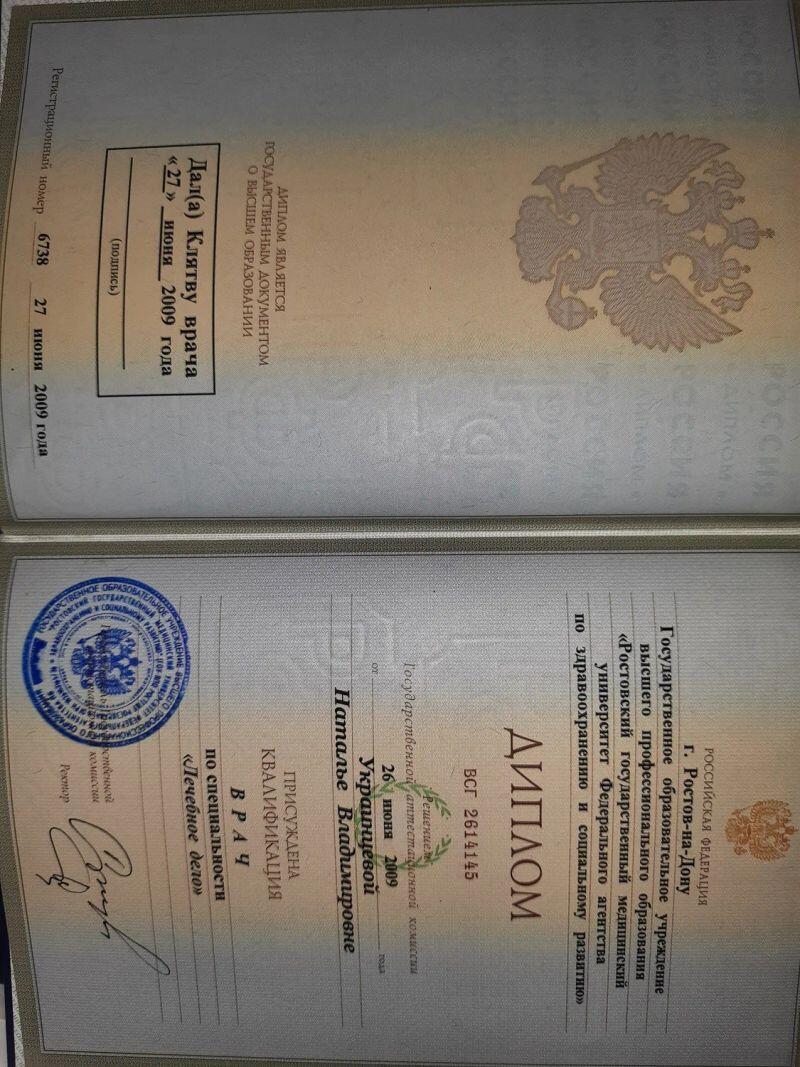 ДИПЛОМ ЯВЛЯЕТСЯ
ГОСУДАРСТВЕННЫМ ДОКУМЕНТОМ
О ВЫСШЕМ ОБРАЗОВАНИИ
Дал(а) Клятву врача
« 27 » июня 2009 года
(подпись)
Регистрационный номер 6738 27 июня 2009 года
РОССИЙСКАЯ ФЕДЕРАЦИЯ
г. Ростов-на-Дону
Государственное образовательное учреждение
высшего профессионального образования
«Ростовский государственный медицинский
университет Федерального агентства
по здравоохранению и социальному развитию»
ДИПЛОМ
ВСГ 2614145
Решением
Государственной аттестационной комиссии
от 26 июня 2009 года
Украинцевой
Наталье Владимировне
ПРИСУЖДЕНА
КВАЛИФИКАЦИЯ
ВРАЧ
по специальности
«Лечебное дело»
комиссии
Ректор